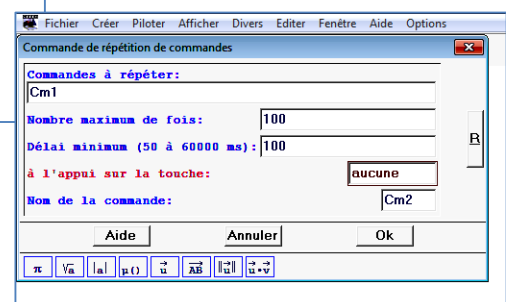 Fichier Créer Piloter Afficher Divers Editer Fenêtre Aide Options
Commande de répétition de commandes
Commandes à répéter:
Cm1
Nombre maximum de fois: 100
Délai minimum (50 à 60000 ms): 100
R
à l'appui sur la touche: aucune
Nom de la commande: Cm2
Aide Annuler Ok
π √a |a| μ() u⃗ AB⃗ ‖u⃗‖ u⃗•v⃗